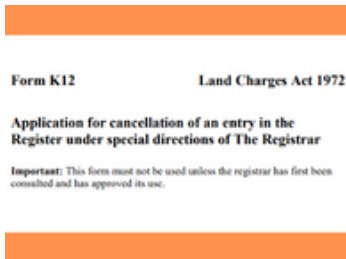 Form K12 Land Charges Act 1972
Application for cancellation of an entry in the
Register under special directions of The Registrar
Important: This form must not be used unless the registrar has first been
consulted and has approved its use.